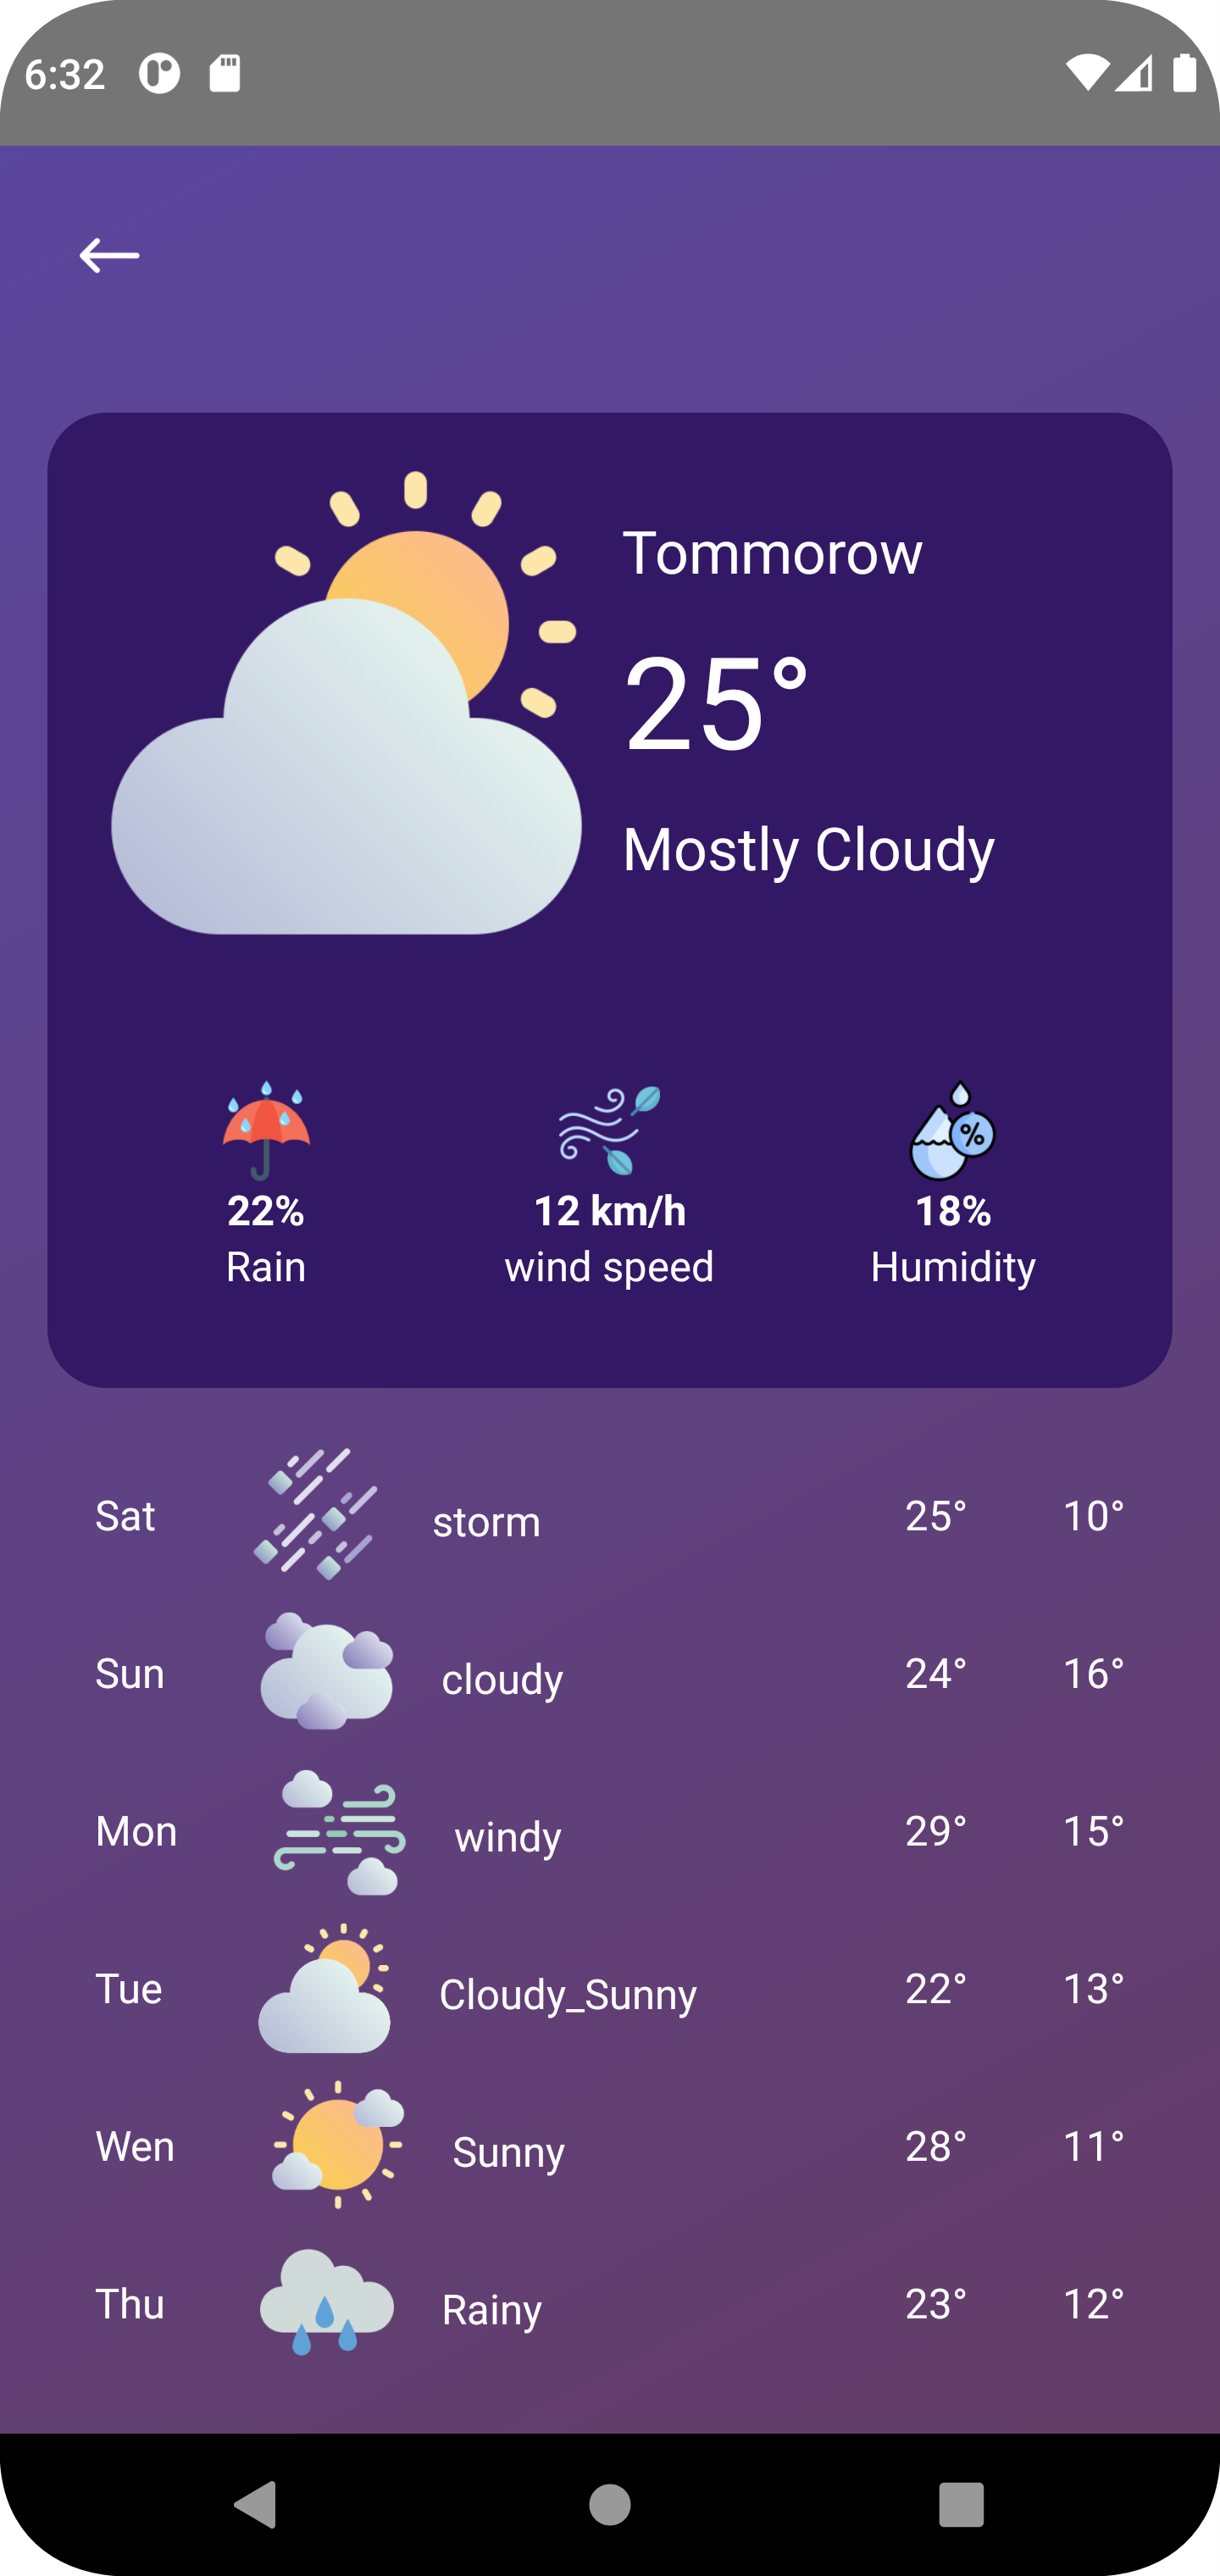 6:32
Tommorow
25°
Mostly Cloudy
%
22% 12 km/h 18%
Rain wind speed Humidity
Sat storm 25° 10°
Sun cloudy 24° 16°
Mon windy 29° 15°
Tue Cloudy_Sunny 22° 13°
Wen Sunny 28° 11°
Thu Rainy 23° 12°